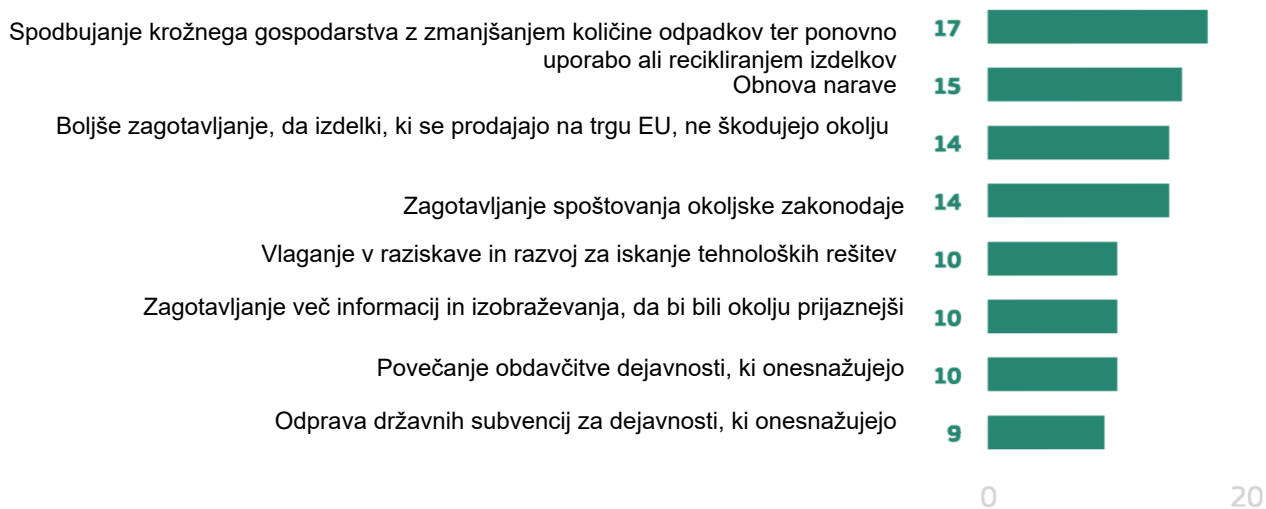 Spodbujanje krožnega gospodarstva z zmanjšanjem količine odpadkov ter ponovno
uporabo ali recikliranjem izdelkov
17
Obnova narave
15
Boljše zagotavljanje, da izdelki, ki se prodajajo na trgu EU, ne škodujejo okolju
14
Zagotavljanje spoštovanja okoljske zakonodaje
14
Vlaganje v raziskave in razvoj za iskanje tehnoloških rešitev
10
Zagotavljanje več informacij in izobraževanja, da bi bili okolju prijaznejši
10
Povečanje obdavčitve dejavnosti, ki onesnažujejo
10
Odprava državnih subvencij za dejavnosti, ki onesnažujejo
9
0
20